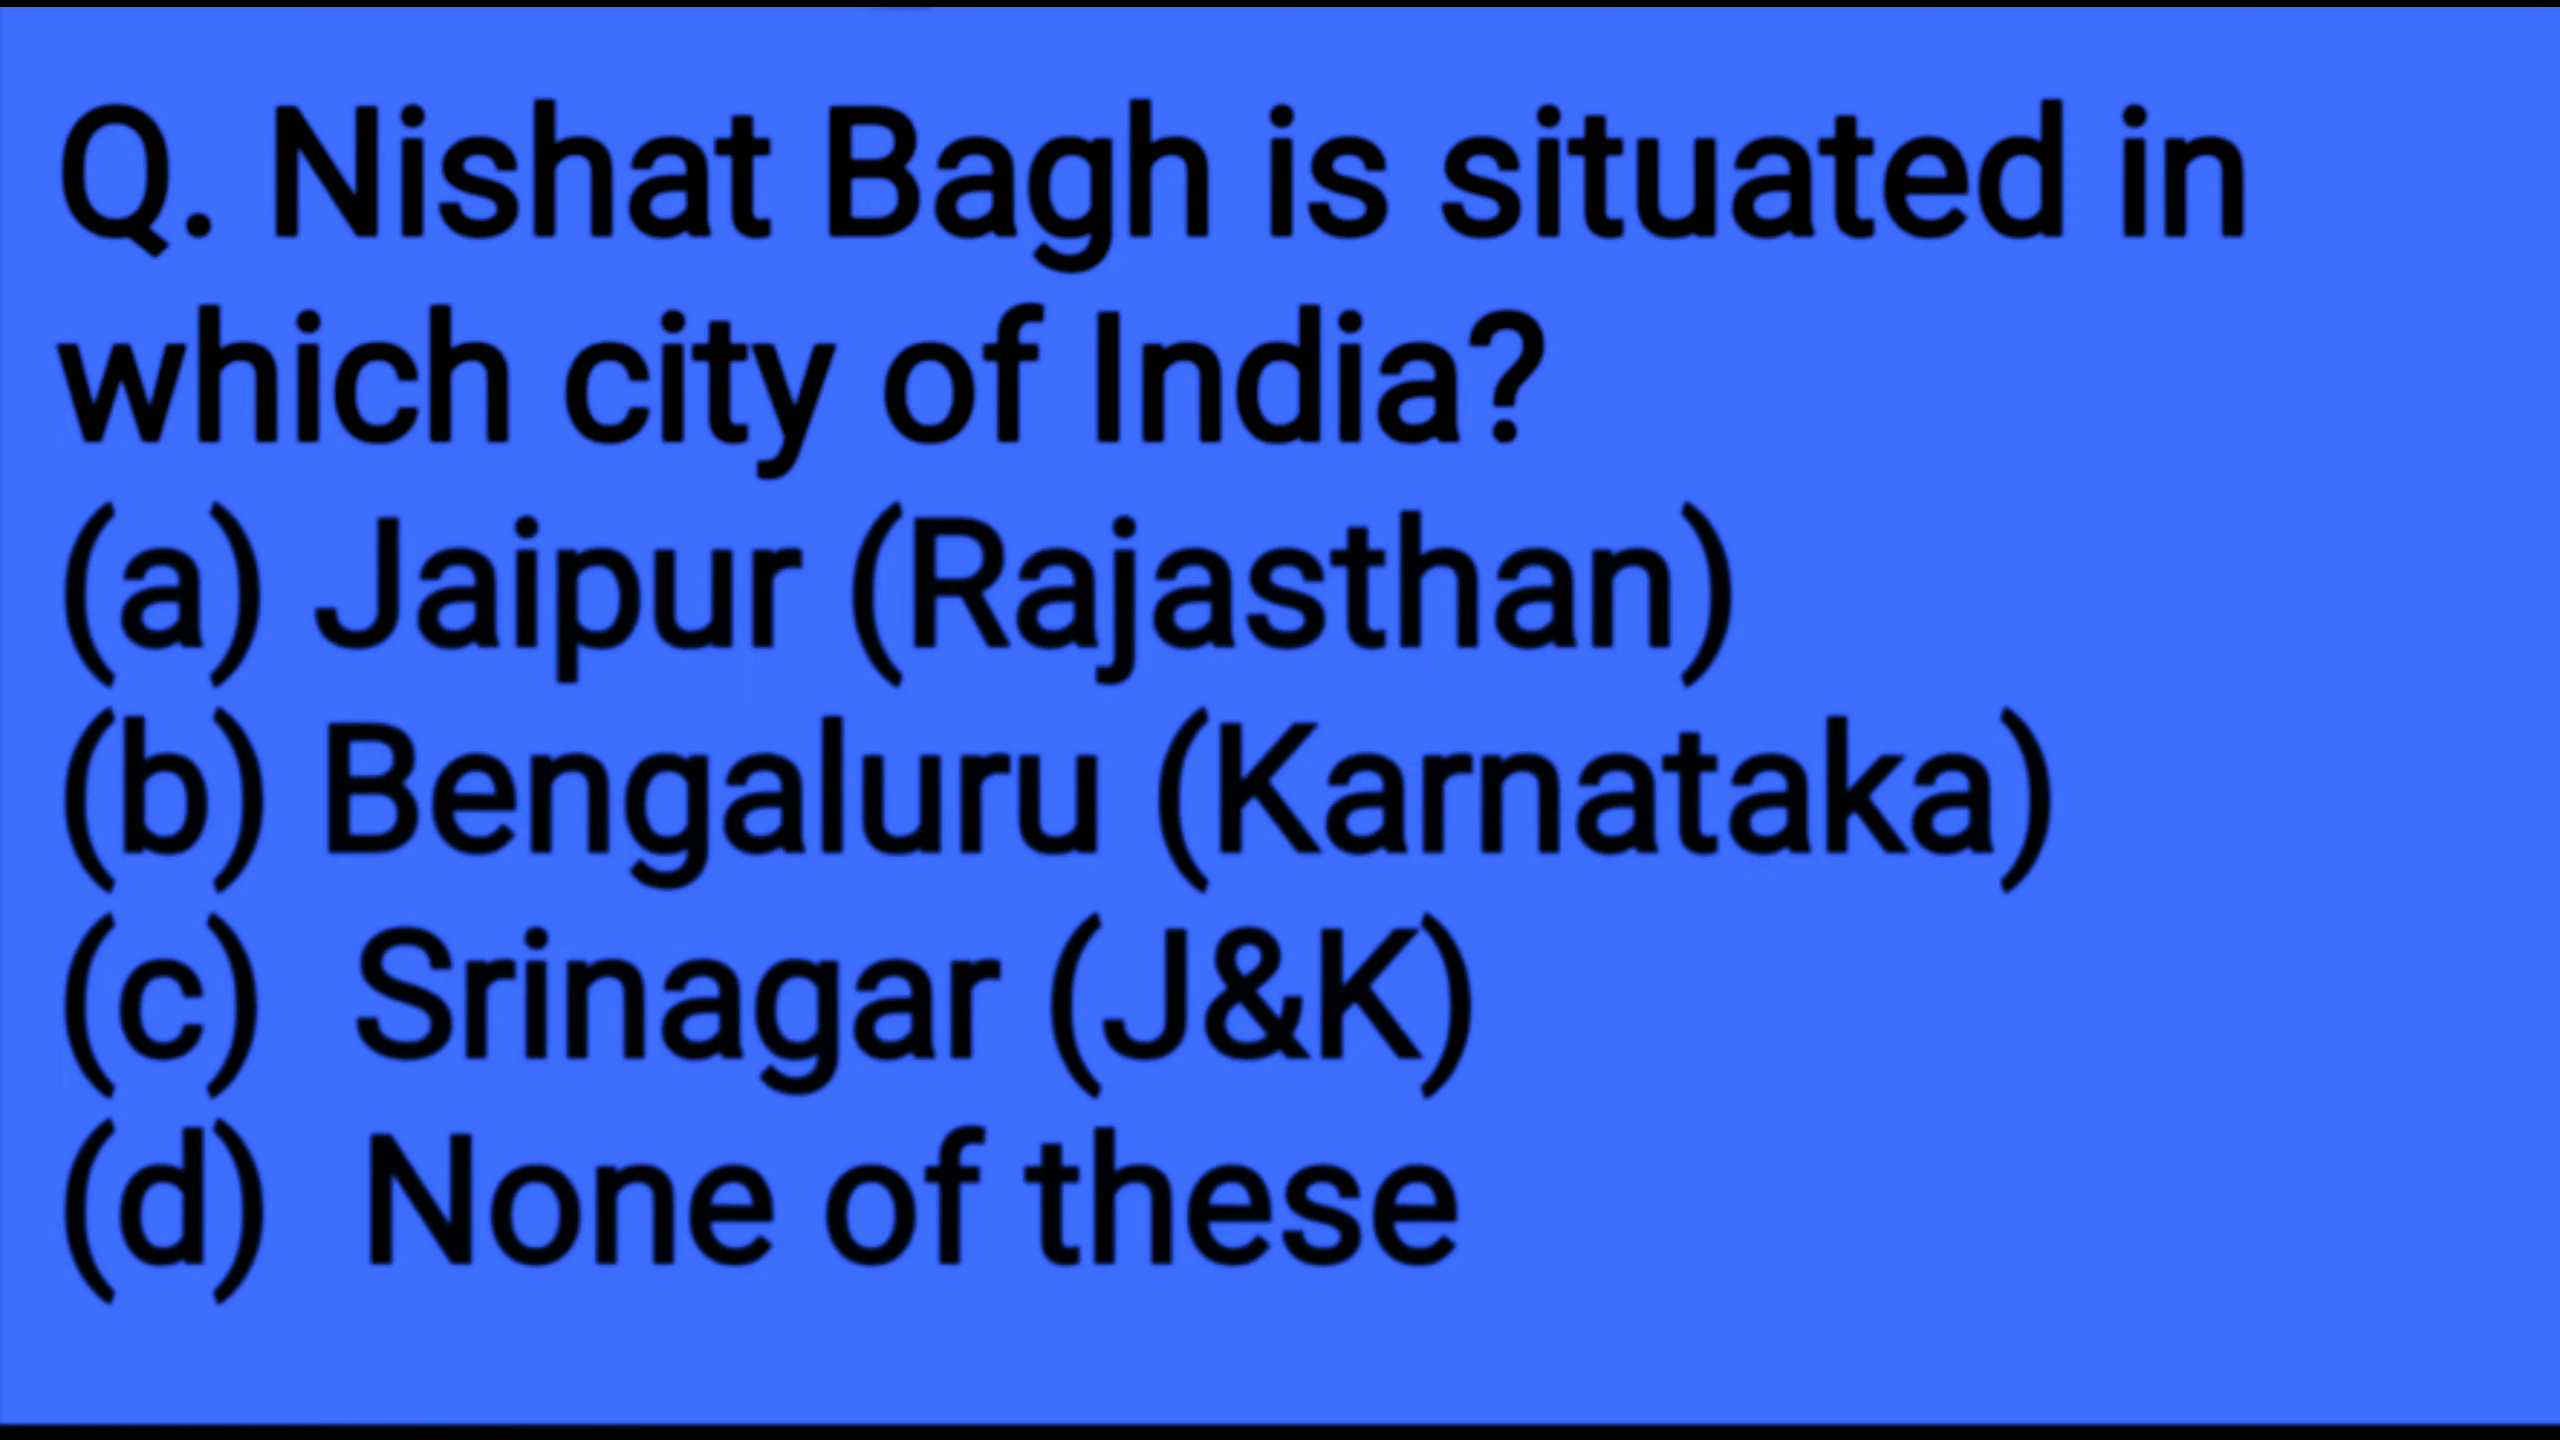 Q. Nishat Bagh is situated in
which city of India?
(a) Jaipur (Rajasthan)
(b) Bengaluru (Karnataka)
(c) Srinagar (J&K)
(d) None of these